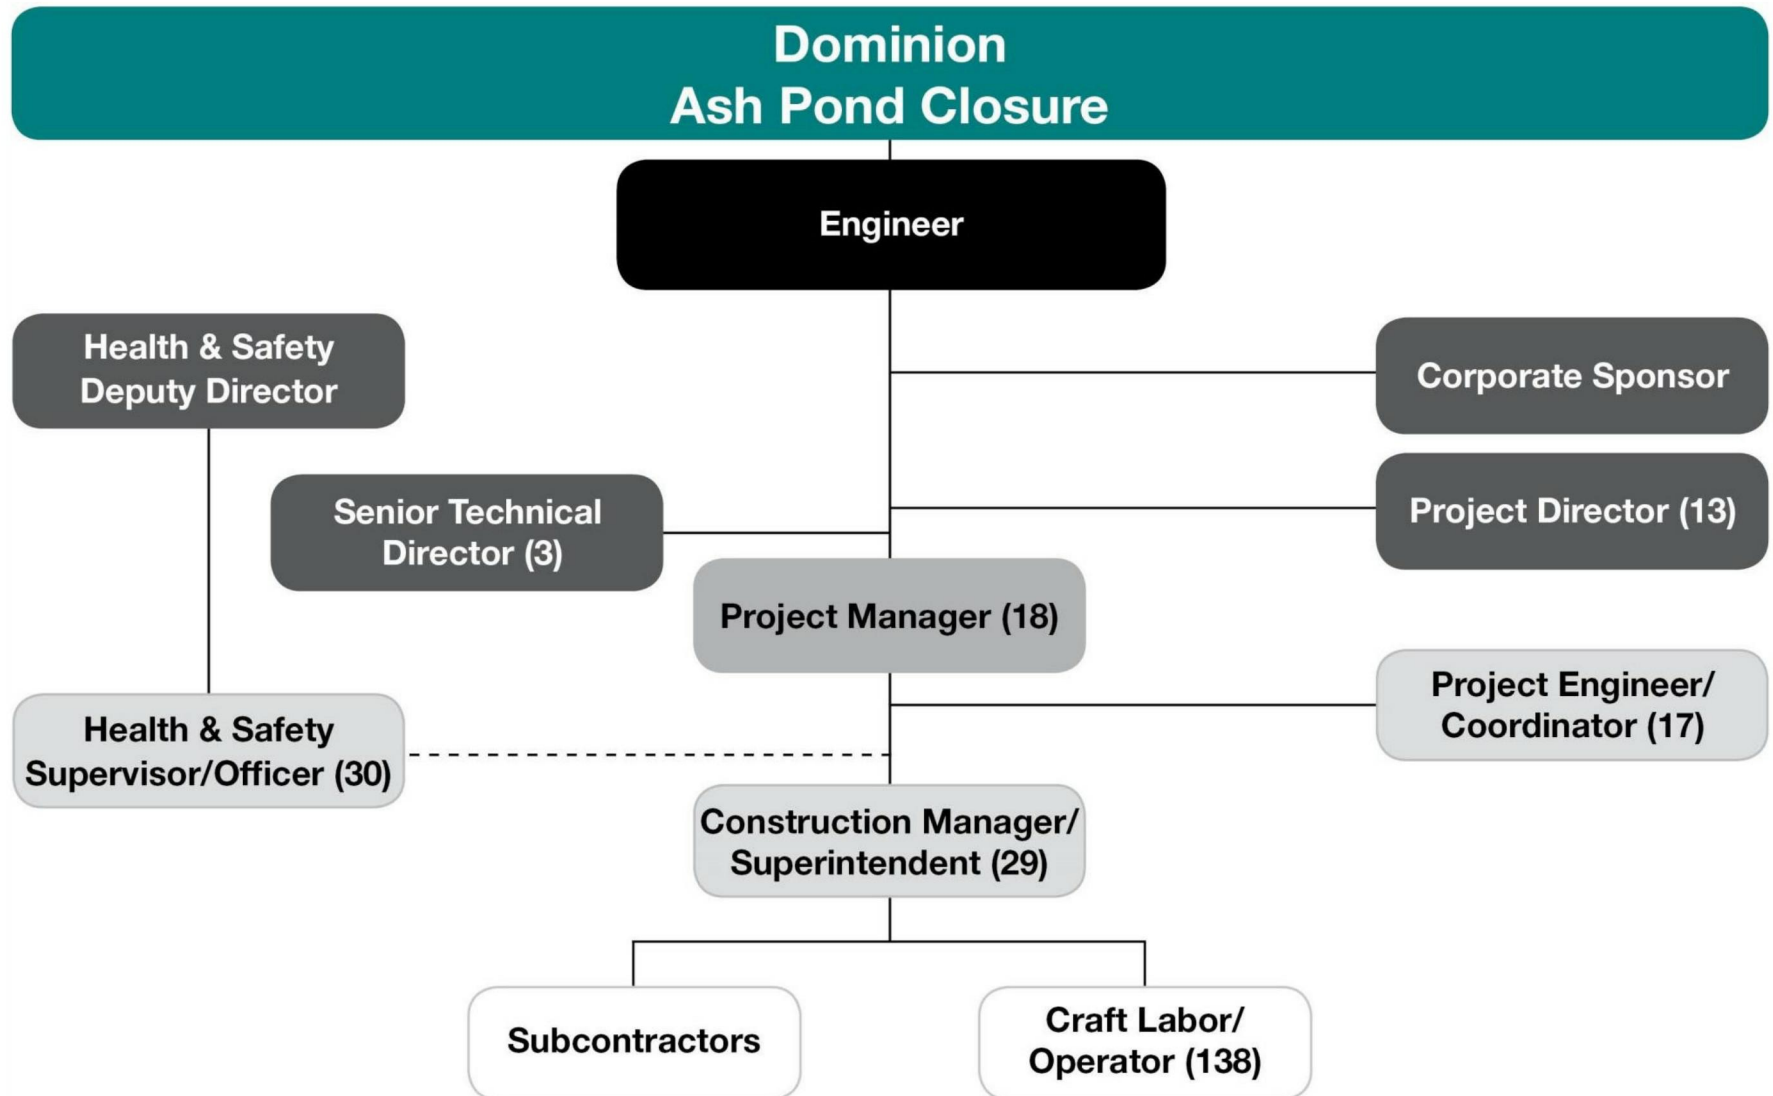 Dominion
Ash Pond Closure
Engineer
Health & Safety
Deputy Director
Corporate Sponsor
Senior Technical
Director (3)
Project Director (13)
Project Manager (18)
Health & Safety
Supervisor/Officer (30)
Project Engineer/
Coordinator (17)
Construction Manager/
Superintendent (29)
Subcontractors
Craft Labor/
Operator (138)